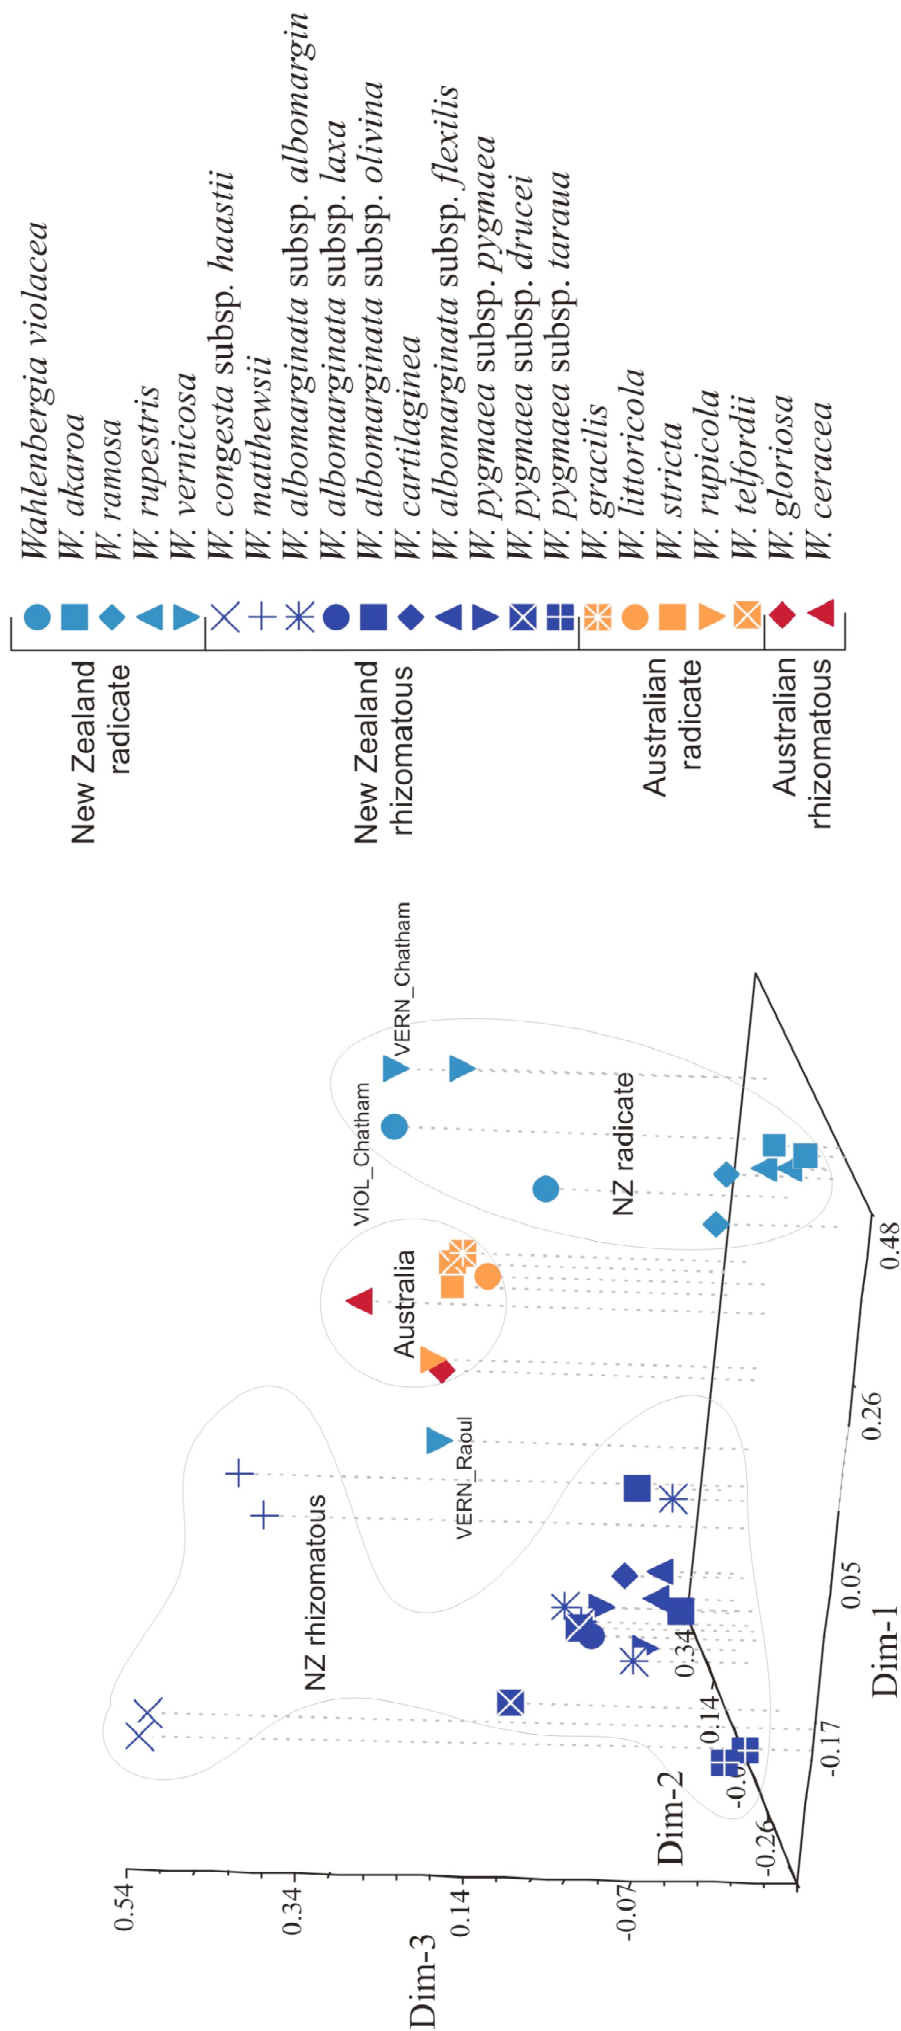 0.54
0.34
0.14
-0.07
Dim-3
Dim-2
-0.26
0.14
0.34
-0.17
0.05
0.26
0.48
Dim-1
NZ rhizomatous
VERN_Raoul
Australia
VIOL_Chatham
VERN_Chatham
NZ radicate
New Zealand
radicate
New Zealand
rhizomatous
Australian
radicate
Australian
rhizomatous
Wahlenbergia violacea
W. akaroa
W. ramosa
W. rupestris
W. vernicosa
W. congesta subsp. haastii
W. matthewsii
W. albomarginata subsp. albomargin
W. albomarginata subsp. laxa
W. albomarginata subsp. olivina
W. cartilaginea
W. albomarginata subsp. flexilis
W. pygmaea subsp. pygmaea
W. pygmaea subsp. drucei
W. pygmaea subsp. taraua
W. gracilis
W. littoricola
W. stricta
W. rupicola
W. telfordii
W. gloriosa
W. ceracea